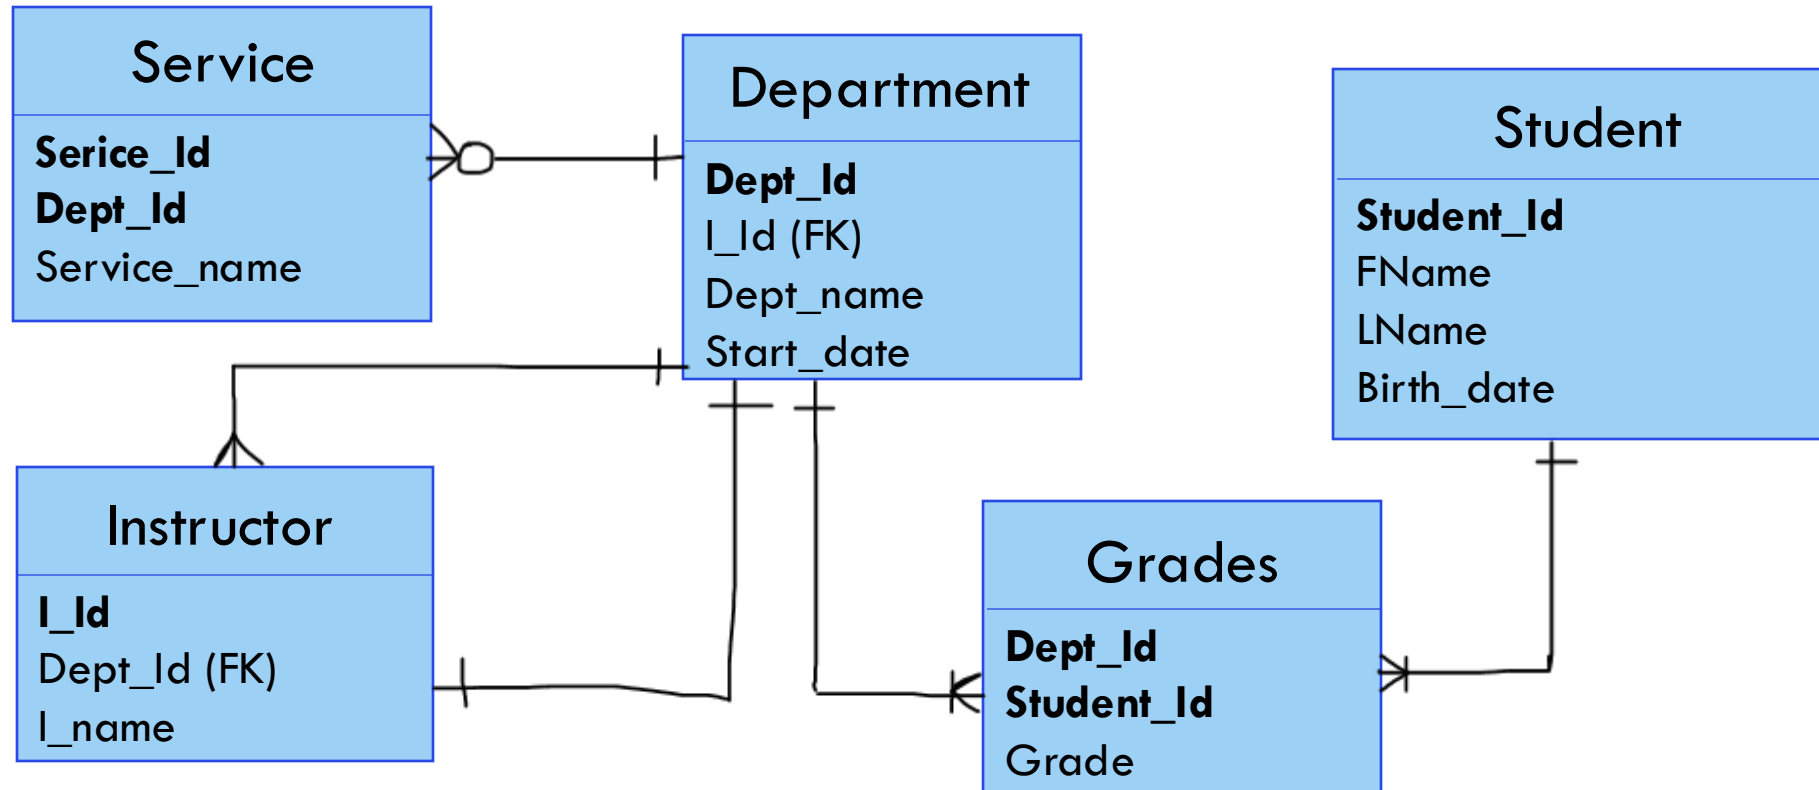 Service
Serice_Id
Dept_Id
Service_name
Department
Dept_Id
I_Id (FK)
Dept_name
Start_date
Student
Student_Id
FName
LName
Birth_date
Instructor
I_Id
Dept_Id (FK)
I_name
Grades
Dept_Id
Student_Id
Grade